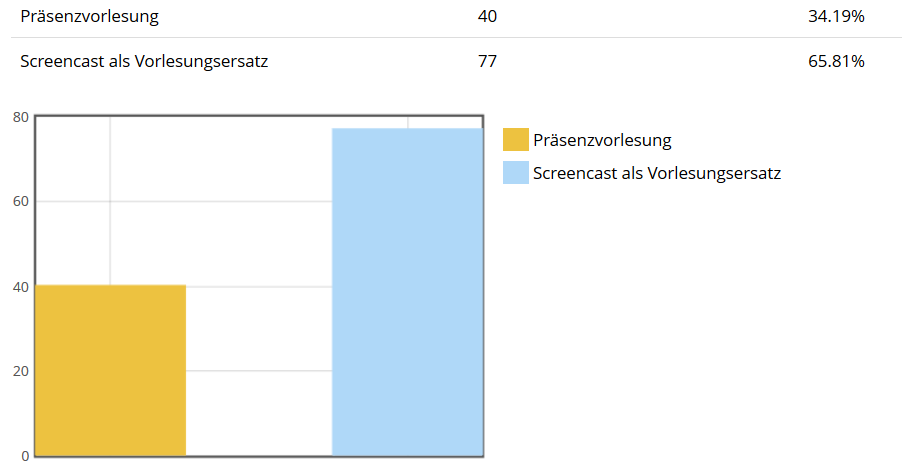 Präsenzvorlesung 40 34.19%
Screencast als Vorlesungsersatz 77 65.81%
80
60
40
20
0
Präsenzvorlesung
Screencast als Vorlesungsersatz